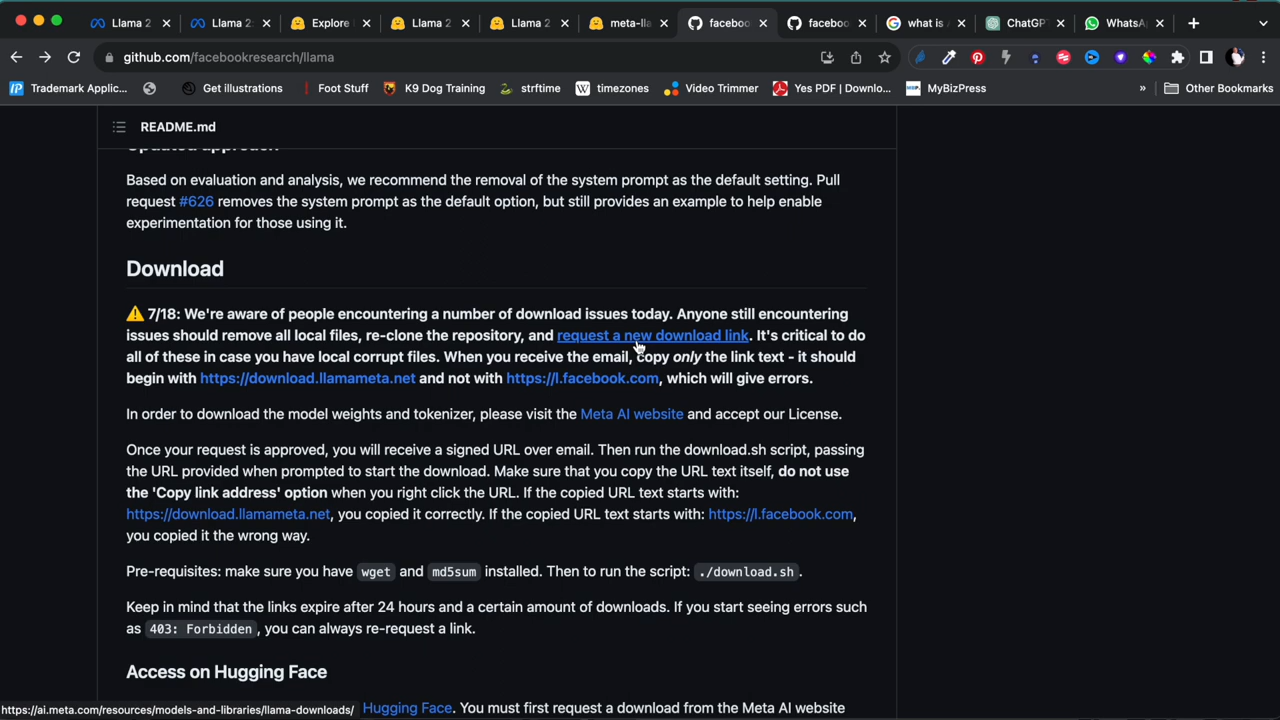 Llama 2
Llama 2:
Explore
Llama 2
Llama 2
meta-ll
faceboo
faceboo
what is
ChatGP
WhatsA
github.com/facebookresearch/llama
Trademark Applic...
Get illustrations
Foot Stuff
K9 Dog Training
strftime
timezones
Video Trimmer
Yes PDF | Downlo...
MyBizPress
»
Other Bookmarks
README.md
Updated approach
Based on evaluation and analysis, we recommend the removal of the system prompt as the default setting. Pull
request #626 removes the system prompt as the default option, but still provides an example to help enable
experimentation for those using it.
Download
⚠️ 7/18: We're aware of people encountering a number of download issues today. Anyone still encountering
issues should remove all local files, re-clone the repository, and request a new download link. It's critical to do
all of these in case you have local corrupt files. When you receive the email, copy only the link text - it should
begin with https://download.llamameta.net and not with https://l.facebook.com, which will give errors.
In order to download the model weights and tokenizer, please visit the Meta AI website and accept our License.
Once your request is approved, you will receive a signed URL over email. Then run the download.sh script, passing
the URL provided when prompted to start the download. Make sure that you copy the URL text itself, do not use
the 'Copy link address' option when you right click the URL. If the copied URL text starts with:
https://download.llamameta.net, you copied it correctly. If the copied URL text starts with: https://l.facebook.com,
you copied it the wrong way.
Pre-requisites: make sure you have wget and md5sum installed. Then to run the script: ./download.sh.
Keep in mind that the links expire after 24 hours and a certain amount of downloads. If you start seeing errors such
as 403: Forbidden, you can always re-request a link.
Access on Hugging Face
https://ai.meta.com/resources/models-and-libraries/llama-downloads/ Hugging Face. You must first request a download from the Meta AI website